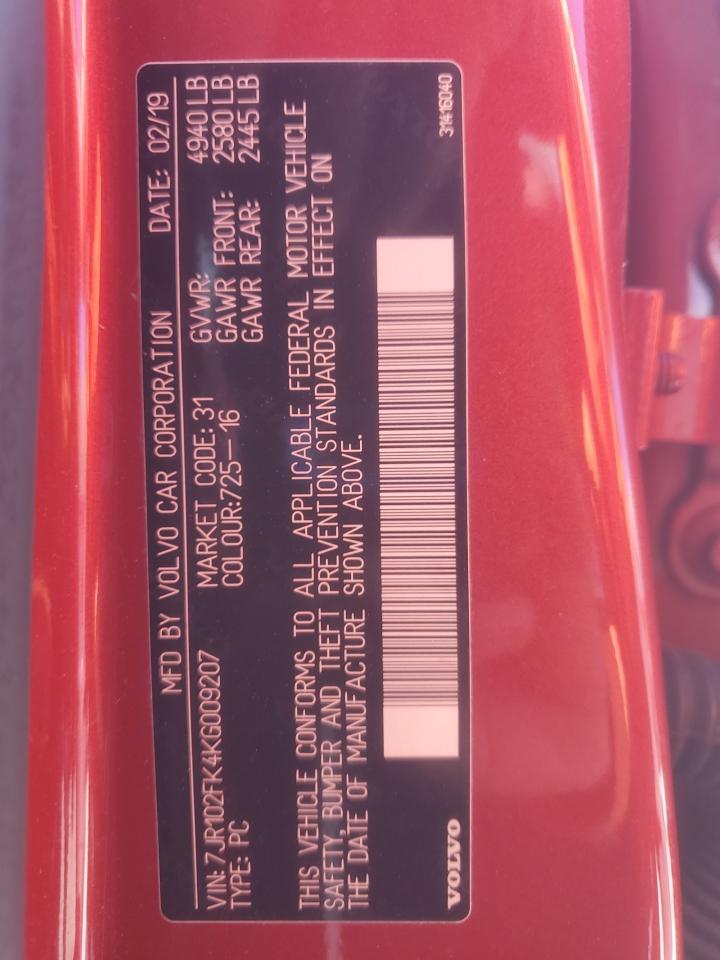 MFD BY VOLVO CAR CORPORATION DATE: 02/19
VIN: 7JR102FK4KG009207 MARKET CODE: 31 GVWR: 4940 LB
TYPE: PC COLOUR:725—16 GAWR FRONT: 2580 LB
GAWR REAR: 2445 LB
THIS VEHICLE CONFORMS TO ALL APPLICABLE FEDERAL MOTOR VEHICLE
SAFETY, BUMPER AND THEFT PREVENTION STANDARDS IN EFFECT ON
THE DATE OF MANUFACTURE SHOWN ABOVE.
VOLVO 31416040